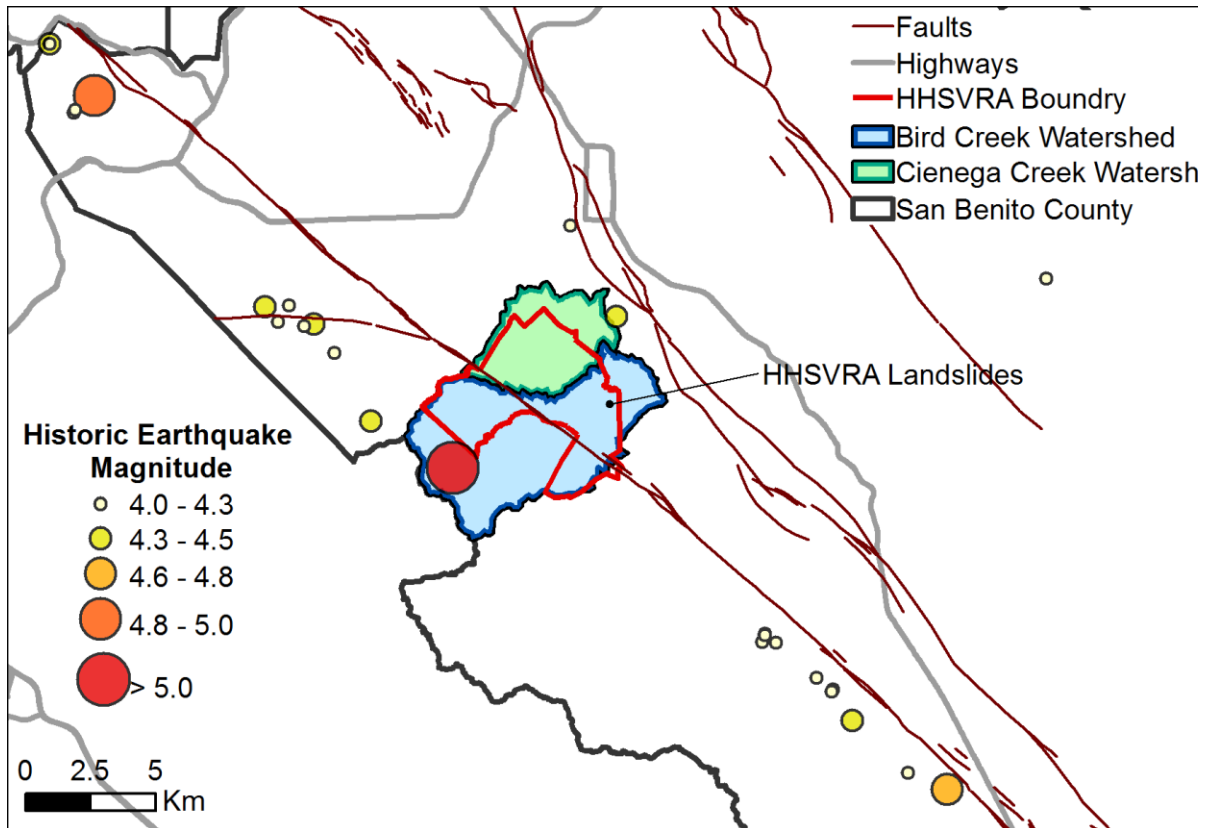 Faults
Highways
HHSVRA Boundry
Bird Creek Watershed
Cienega Creek Watersh
San Benito County
HHSVRA Landslides
Historic Earthquake
Magnitude
4.0 - 4.3
4.3 - 4.5
4.6 - 4.8
4.8 - 5.0
> 5.0
0 2.5 5
Km